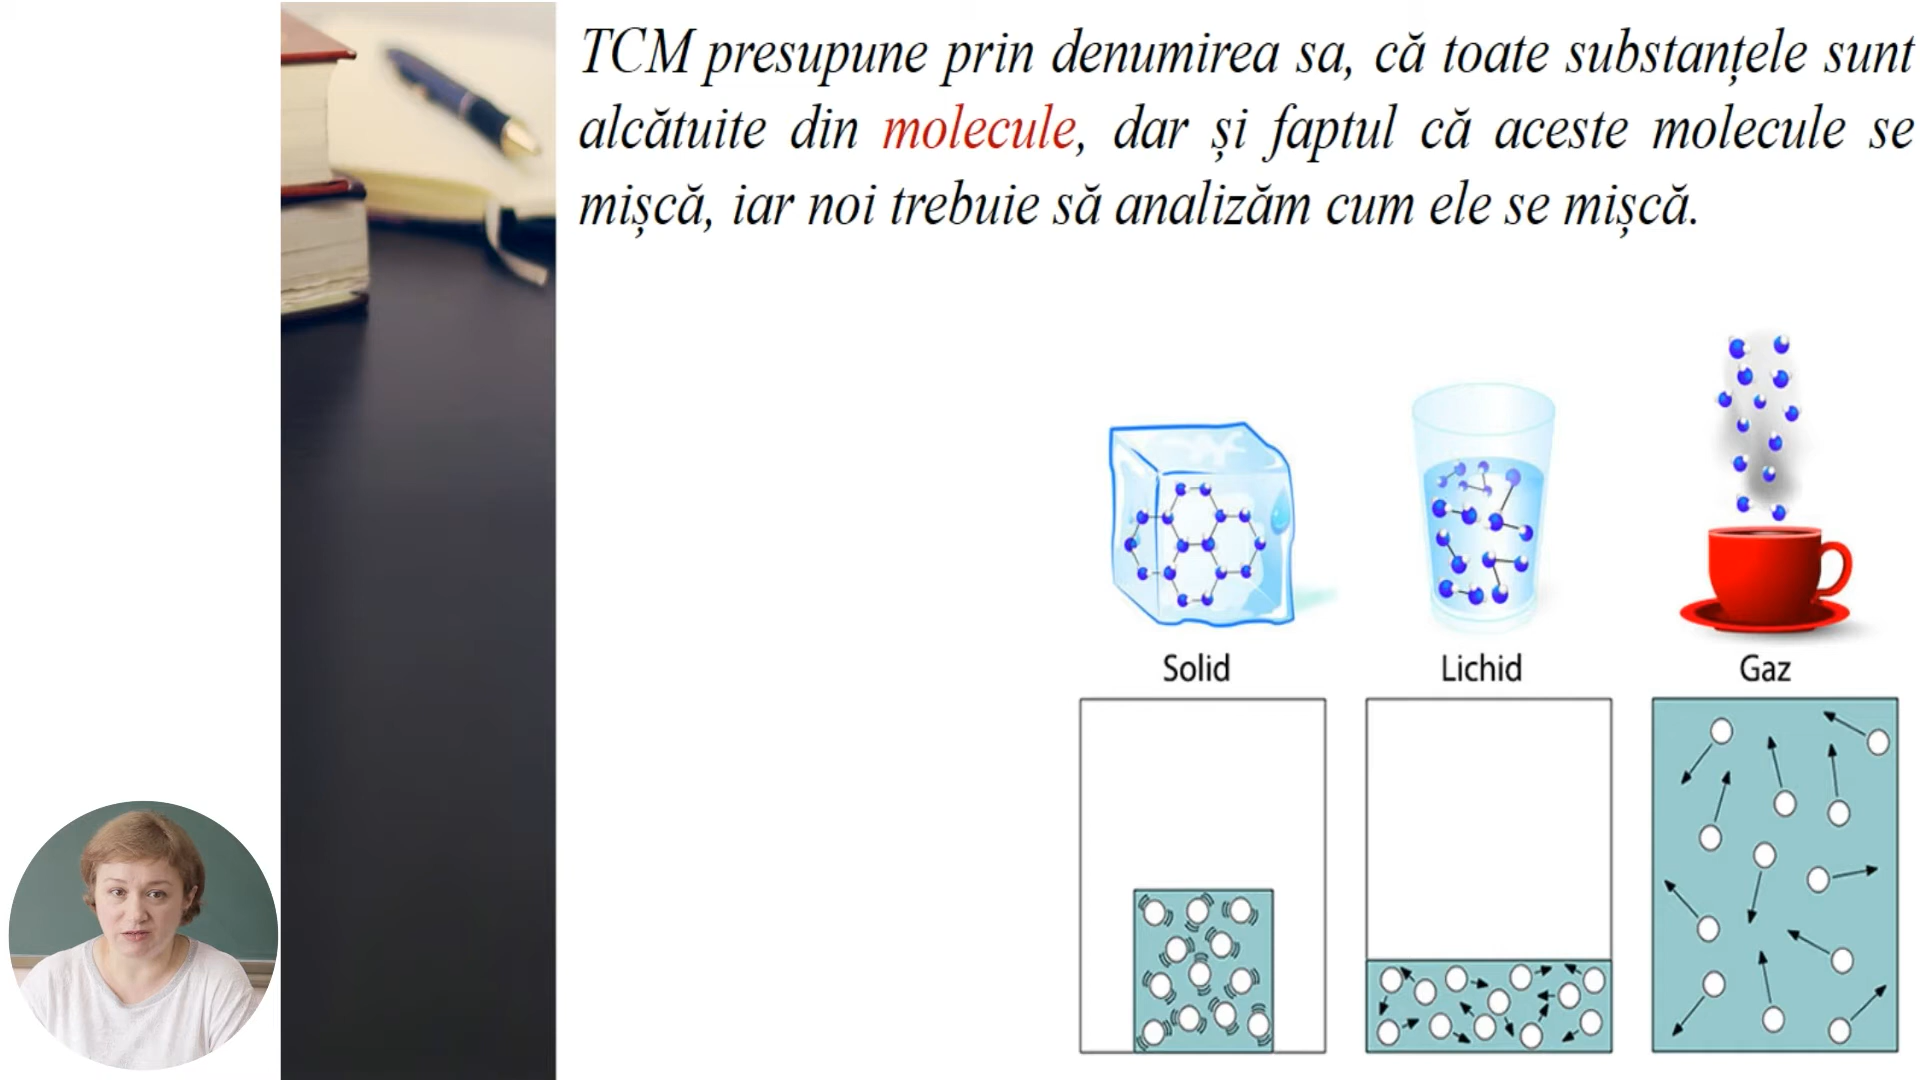 TCM presupune prin denumirea sa, că toate substanțele sunt
alcătuite din molecule, dar și faptul că aceste molecule se
mișcă, iar noi trebuie să analizăm cum ele se mișcă.
Solid
Lichid
Gaz